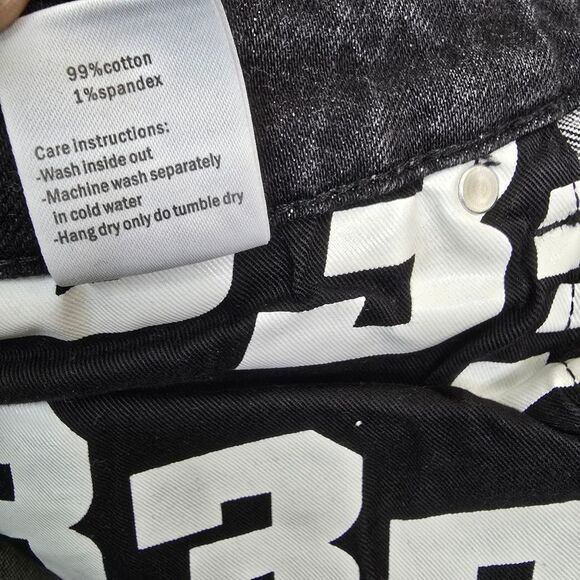 99%cotton
1%spandex
Care Instructions:
-Wash inside out
-Machine wash separately
in cold water
-Hang dry only do tumble dry